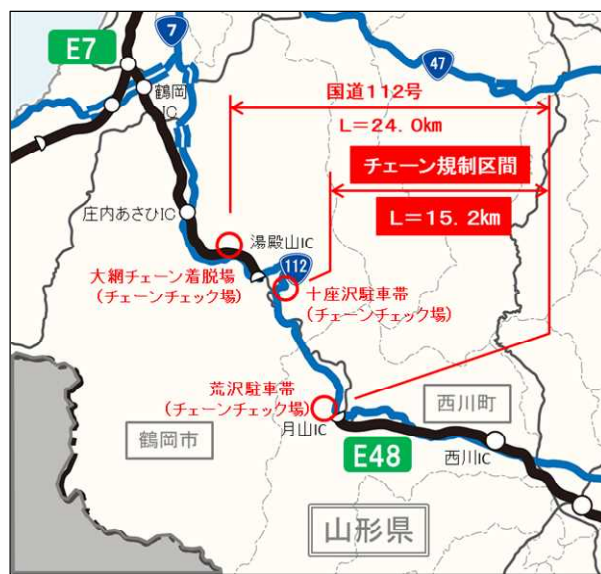 7
E7
47
鶴岡
IC
国道112号
L=24.0km
チェーン規制区間
L=15.2km
庄内あさひIC
湯殿山IC
112
大網チェーン着脱場
(チェーンチェック場)
十座沢駐車帯
(チェーンチェック場)
荒沢駐車帯
(チェーンチェック場)
月山IC
西川町
鶴岡市
E48
西川IC
山形県